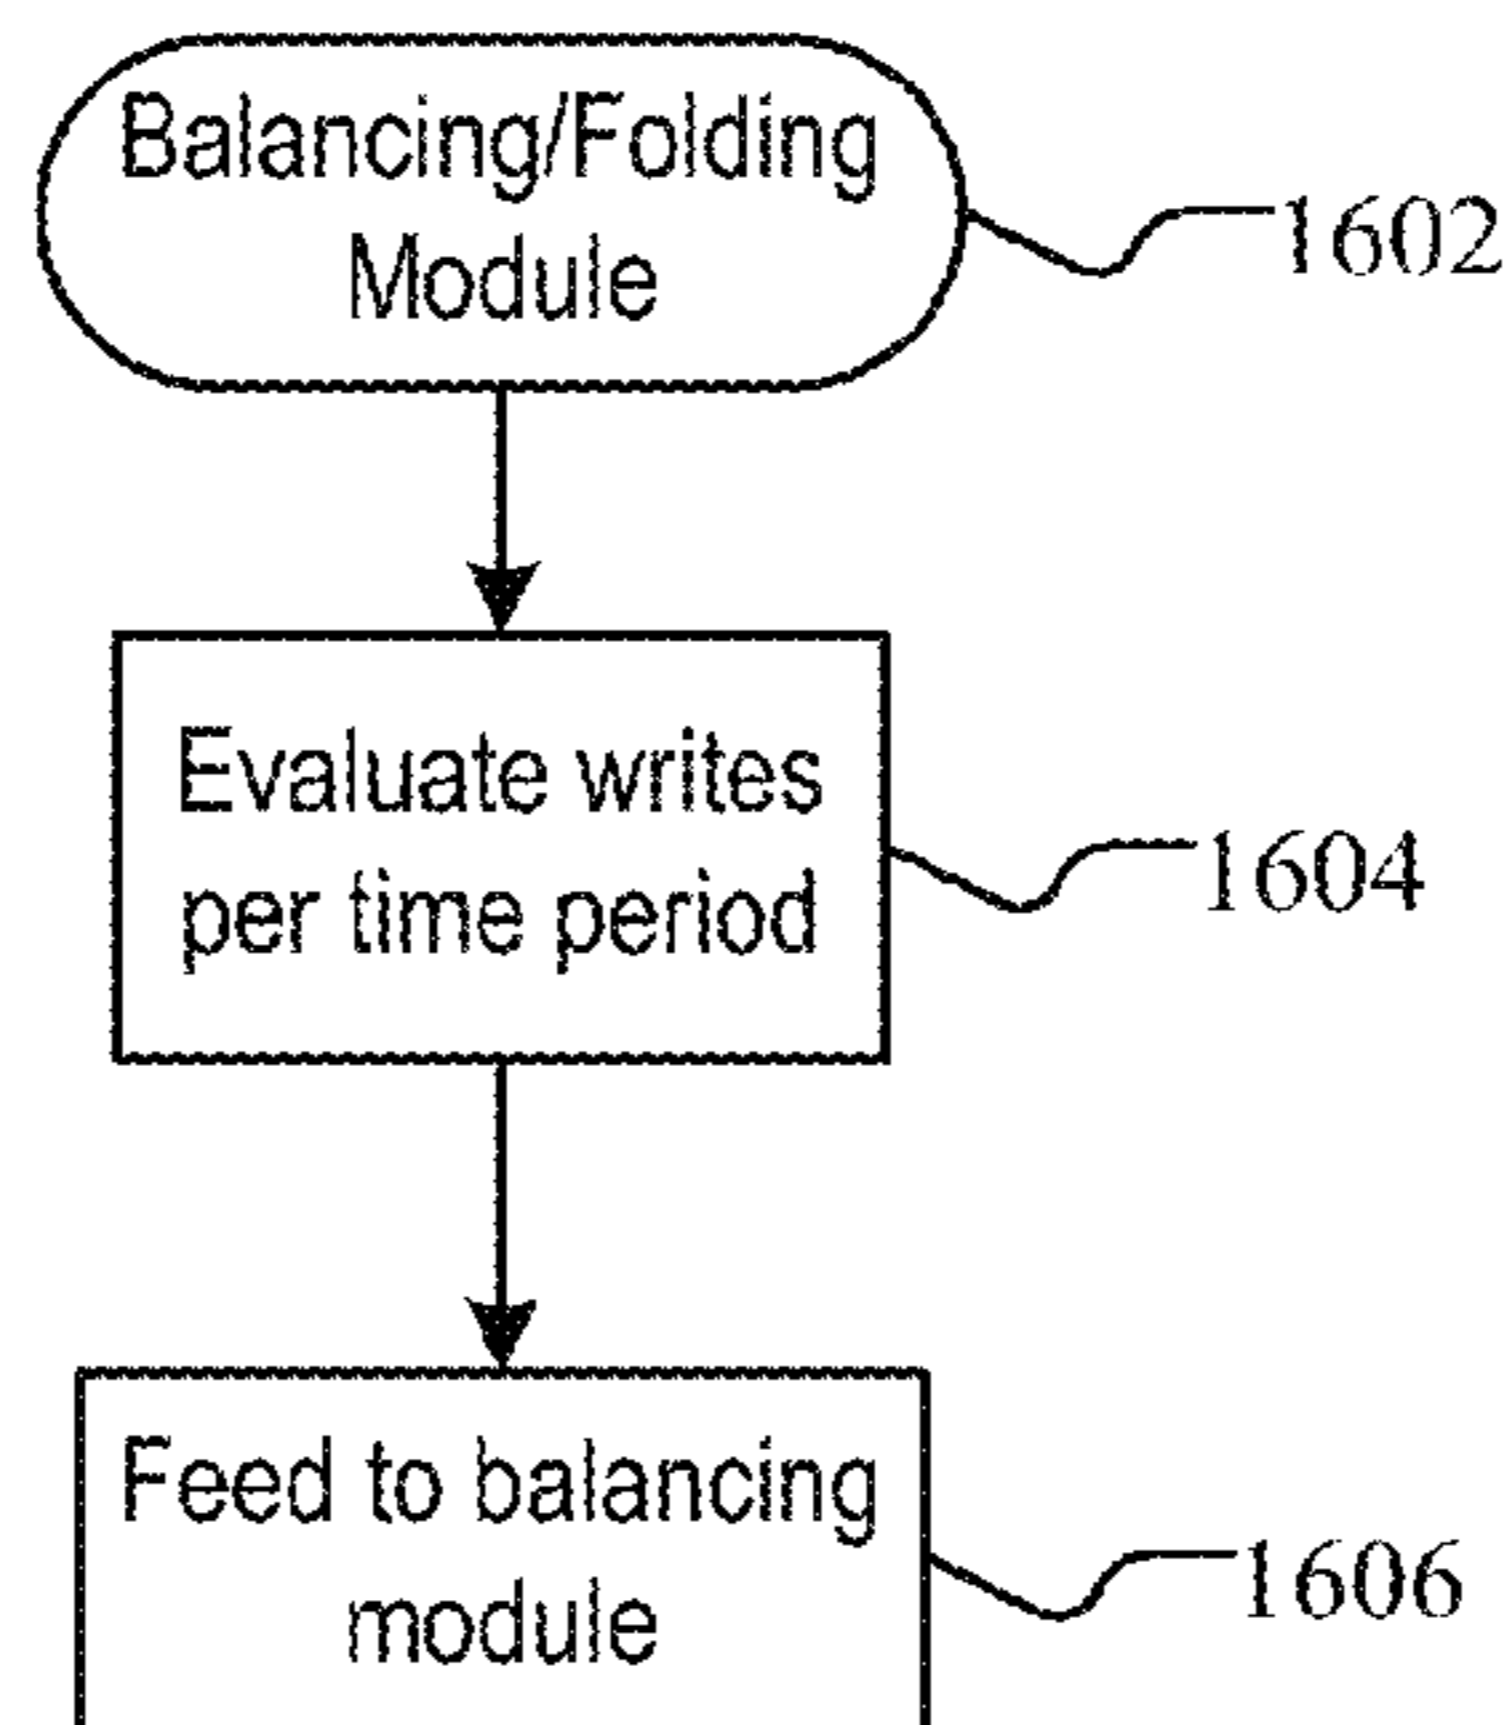 Balancing/Folding
Module
1602
Evaluate writes
per time period
1604
Feed to balancing
module
1606